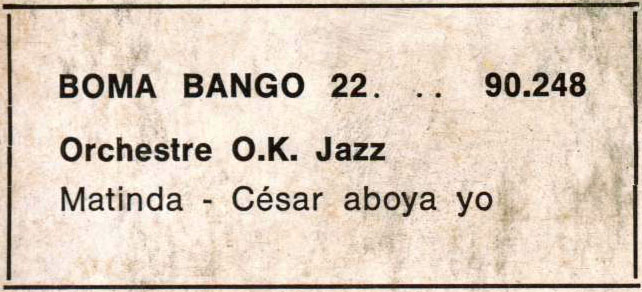 BOMA BANGO 22. .. 90.248
Orchestre O.K. Jazz
Matinda - César aboya yo